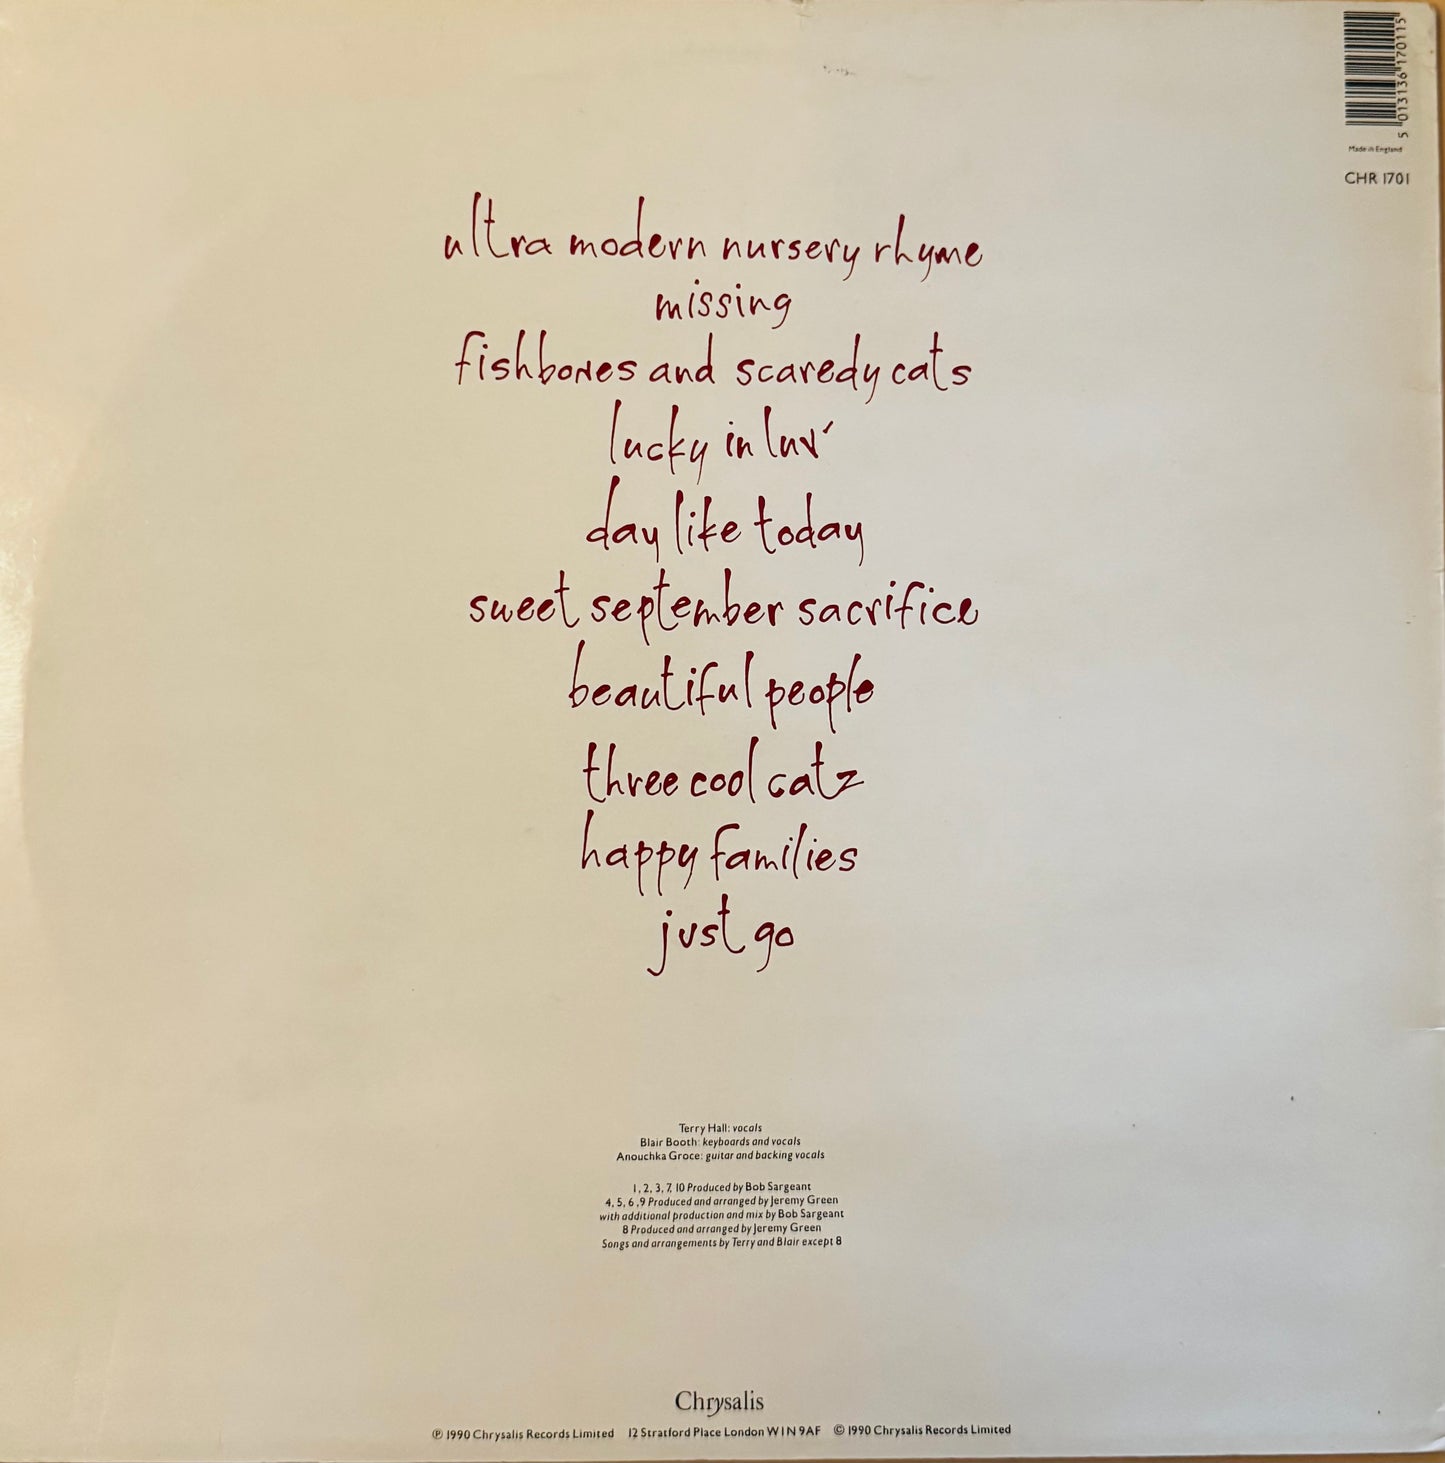 5 013136 170115
Made in England
CHR 1701
ultra modern nursery rhyme
missing
fishbones and scaredy cats
lucky in luv'
day like today
sweet september sacrifice
beautiful people
three cool catz
happy families
just go
Terry Hall: vocals
Blair Booth: keyboards and vocals
Anouchka Groce: guitar and backing vocals
1, 2, 3, 7, 10 Produced by Bob Sargeant
4, 5, 6 ,9 Produced and arranged by Jeremy Green
with additional production and mix by Bob Sargeant
8 Produced and arranged by Jeremy Green
Songs and arrangements by Terry and Blair except 8
Chrysalis
℗ 1990 Chrysalis Records Limited 12 Stratford Place London W1N 9AF © 1990 Chrysalis Records Limited